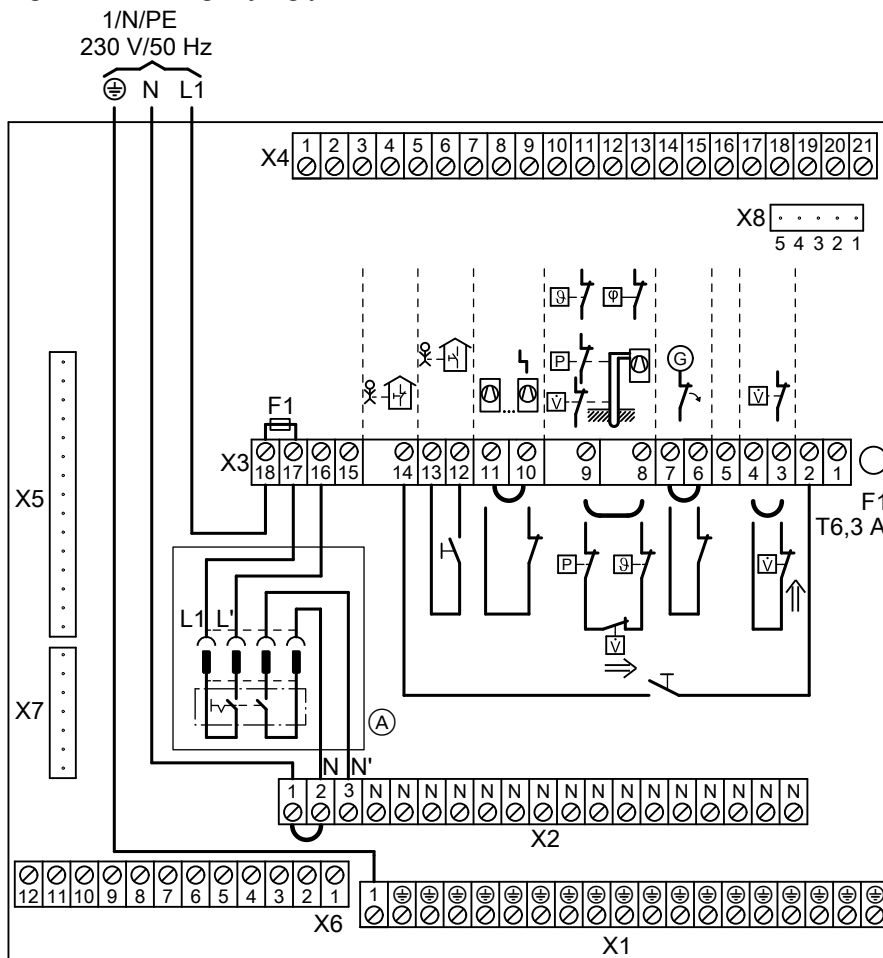 1/N/PE
230 V/50 Hz
N L1
X4
1 2 3 4 5 6 7 8 9 10 11 12 13 14 15 16 17 18 19 20 21
X8
5 4 3 2 1
ϑ φ
P G
V̇ V̇
...
F1
X3
18 17 16 15 14 13 12 11 10 9 8 7 6 5 4 3 2 1
F1
T6,3 A
X5
P ϑ V̇
L1 L'
V̇
X7
A
N N'
1 2 3 N N N N N N N N N N N N N N N N
X2
12 11 10 9 8 7 6 5 4 3 2 1
X6
1
X1